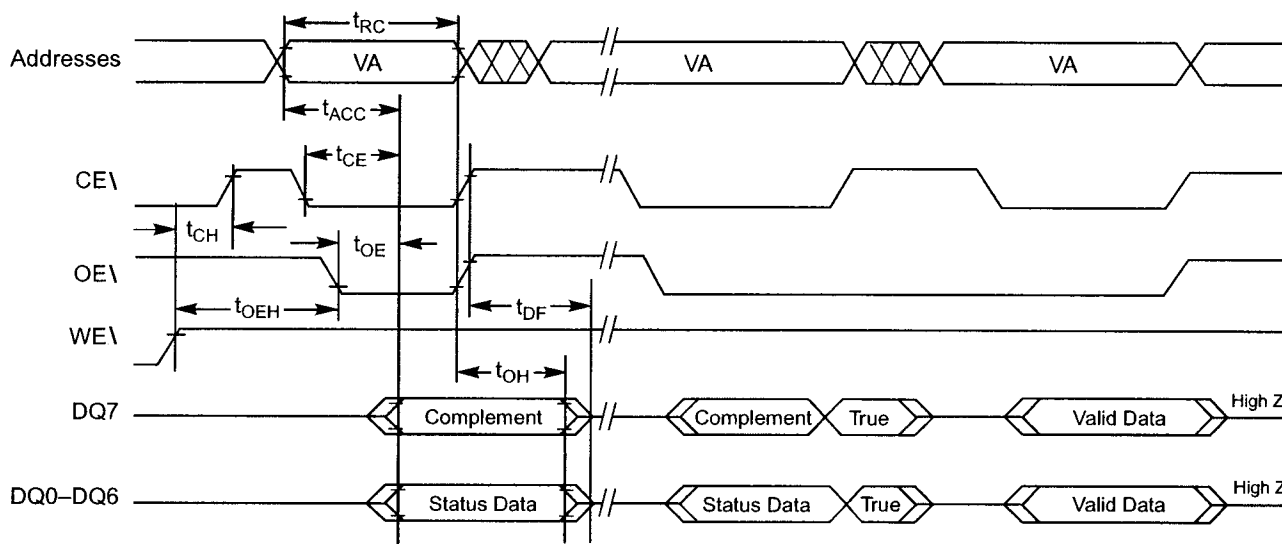 tRC
Addresses VA VA VA
tACC
tCE
CE\
tCH
tOE
OE\
tOEH
tDF
WE\
tOH
DQ7 Complement Complement True Valid Data High Z
DQ0–DQ6 Status Data Status Data True Valid Data High Z